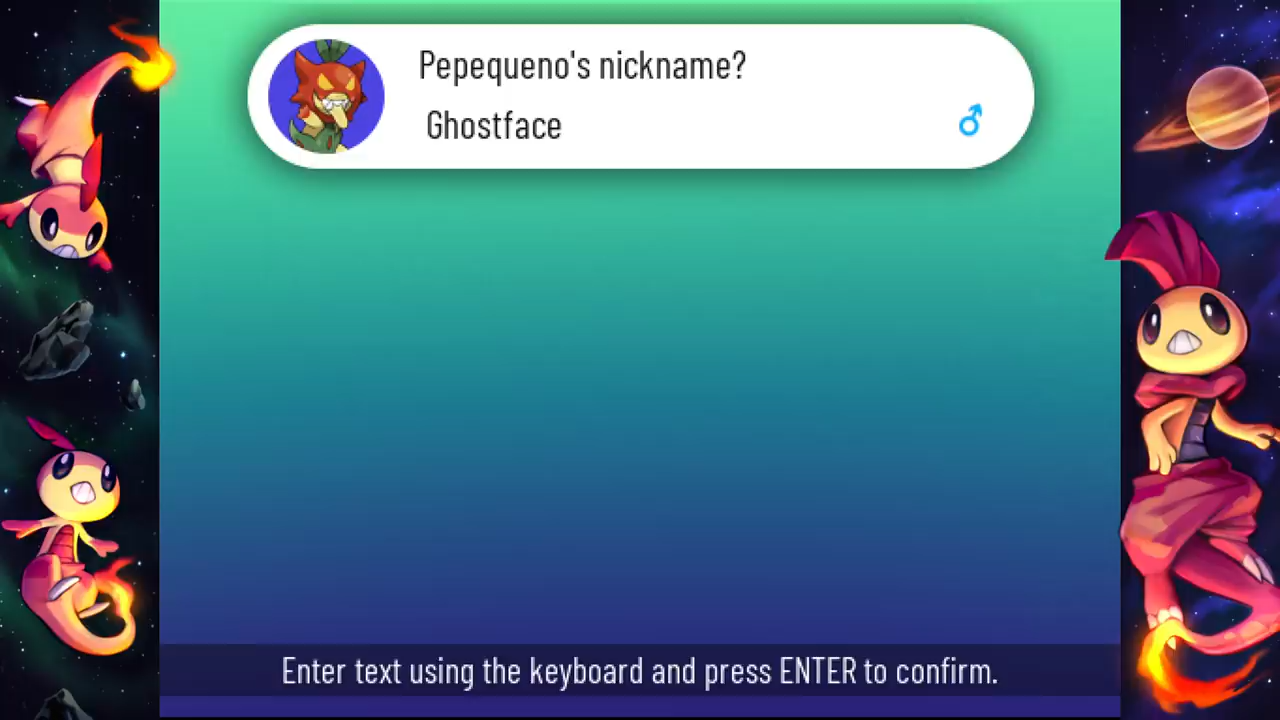 Pepequeno's nickname?
Ghostface
♂
Enter text using the keyboard and press ENTER to confirm.